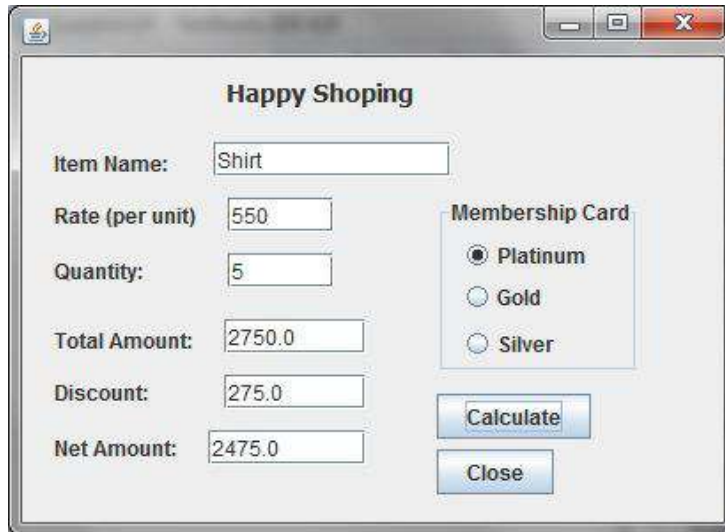 Happy Shoping
Item Name: Shirt
Rate (per unit) 550
Quantity: 5
Total Amount: 2750.0
Discount: 275.0
Net Amount: 2475.0
Membership Card
Platinum
Gold
Silver
Calculate
Close